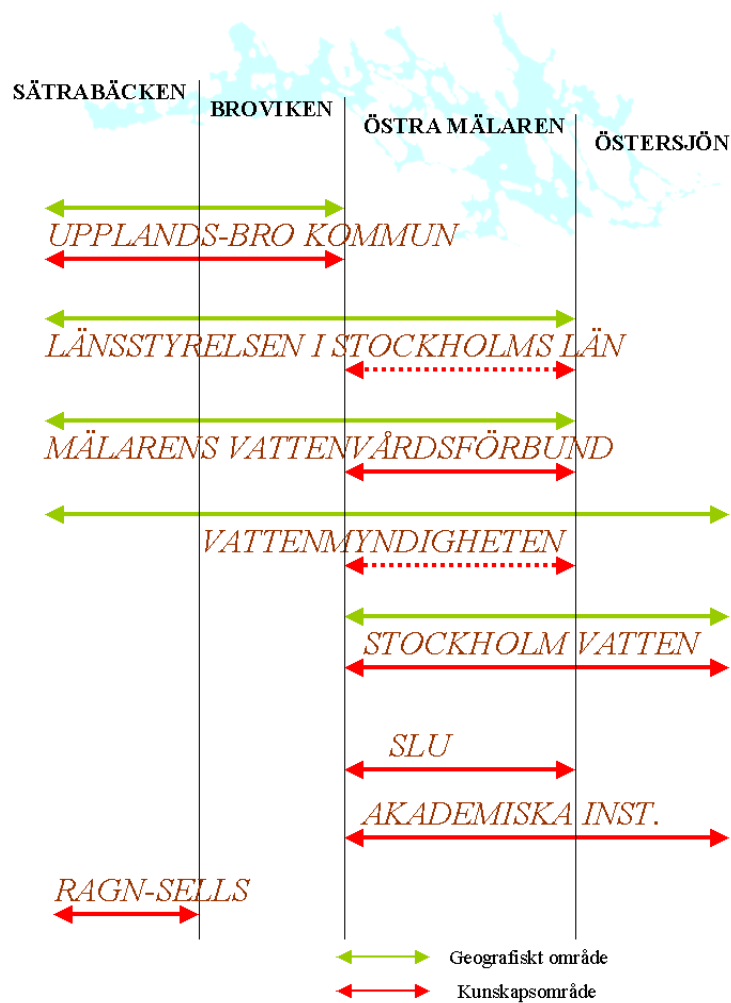 SÄTRABÄCKEN
BROVIKEN
ÖSTRA MÄLAREN
ÖSTERSJÖN
UPPLANDS-BRO KOMMUN
LÄNSSTYRELSEN I STOCKHOLMS LÄN
MÄLARENS VATTENVÅRDSFÖRBUND
VATTENMYNDIGHETEN
STOCKHOLM VATTEN
SLU
AKADEMISKA INST.
RAGN-SELLS
Geografiskt område
Kunskapsområde